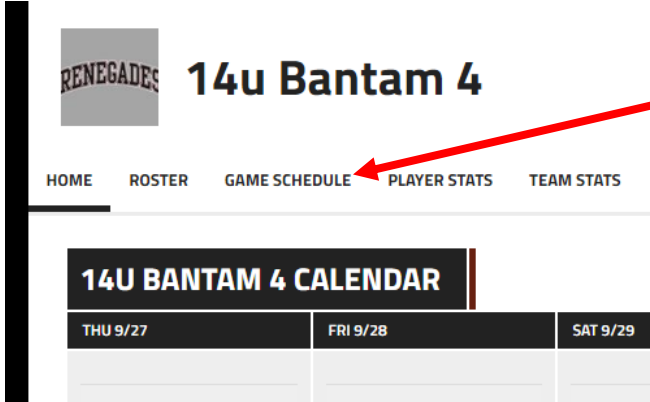 RENEGADES
14u Bantam 4
HOME ROSTER GAME SCHEDULE PLAYER STATS TEAM STATS
14U BANTAM 4 CALENDAR
THU 9/27 FRI 9/28 SAT 9/29